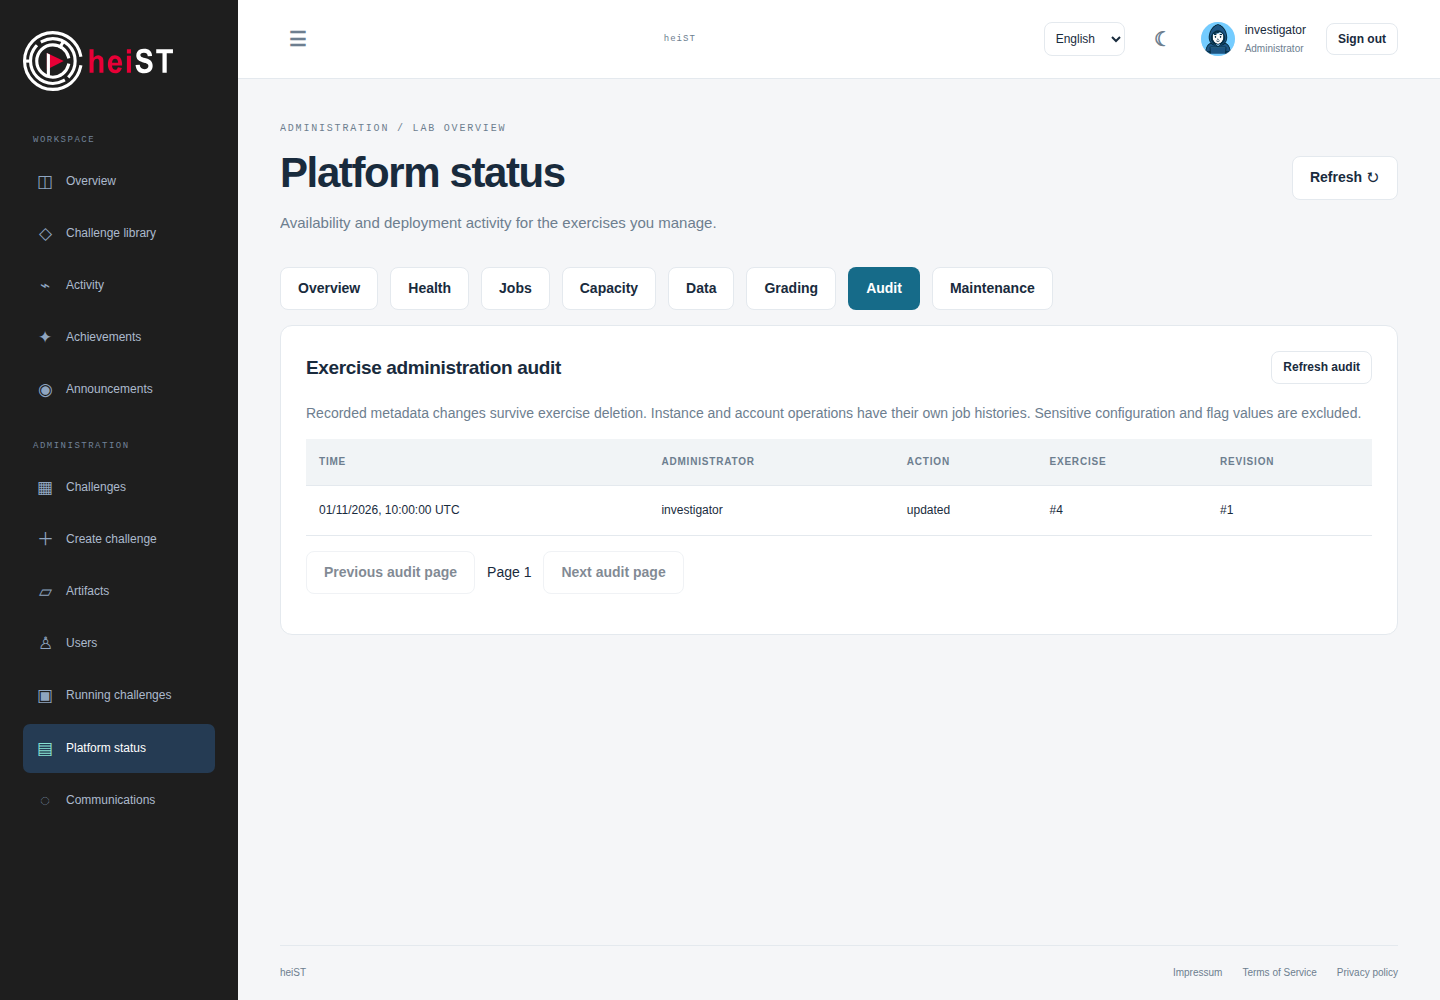 heiST
heiST
English
investigator
Administrator
Sign out
WORKSPACE
Overview
Challenge library
Activity
Achievements
Announcements
ADMINISTRATION
Challenges
Create challenge
Artifacts
Users
Running challenges
Platform status
Communications
ADMINISTRATION / LAB OVERVIEW
Platform status
Refresh ↻
Availability and deployment activity for the exercises you manage.
Overview Health Jobs Capacity Data Grading Audit Maintenance
Exercise administration audit
Refresh audit
Recorded metadata changes survive exercise deletion. Instance and account operations have their own job histories. Sensitive configuration and flag values are excluded.
TIME ADMINISTRATOR ACTION EXERCISE REVISION
01/11/2026, 10:00:00 UTC investigator updated #4 #1
Previous audit page Page 1 Next audit page
heiST
Impressum Terms of Service Privacy policy